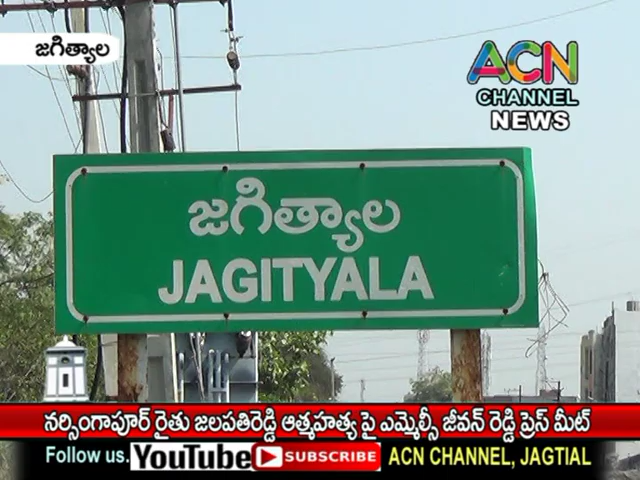 జగిత్యాల
ACN
CHANNEL
NEWS
జగిత్యాల
JAGITYALA
నర్సింగాపూర్ రైతు జలపతిరెడ్డి ఆత్మహత్య పై ఎమ్మెల్సీ జీవన్ రెడ్డి ప్రెస్ మీట్
Follow us. YouTube SUBSCRIBE ACN CHANNEL, JAGTIAL